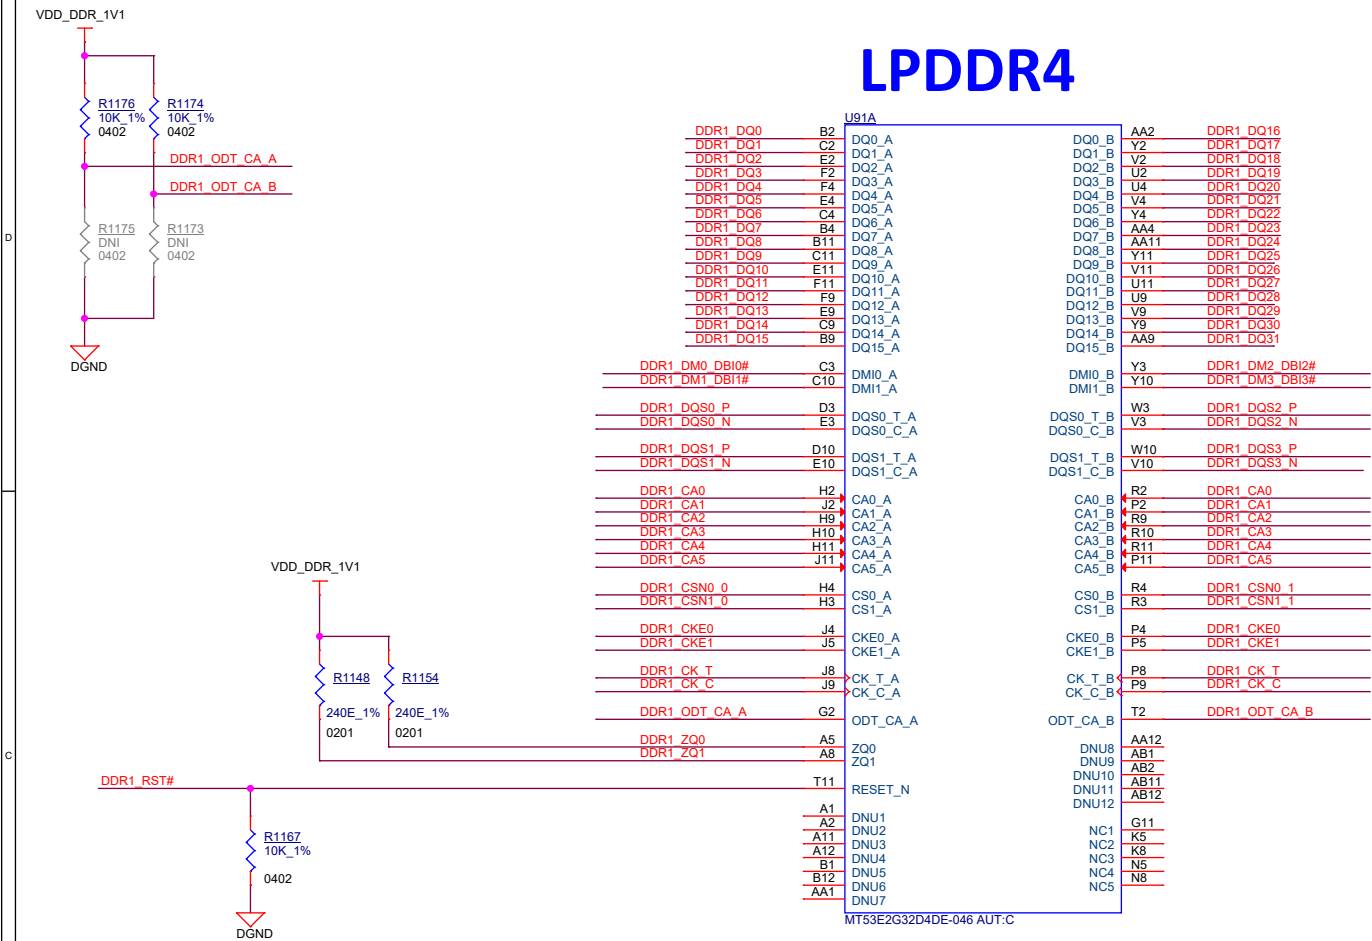 VDD_DDR_1V1
LPDDR4
R1176 R1174
10K_1% 10K_1%
0402 0402
DDR1_ODT_CA_A
DDR1_ODT_CA_B
R1175 R1173
DNI DNI
0402 0402
DGND
D
U91A
DDR1_DQ0 B2 DQ0_A DQ0_B AA2 DDR1_DQ16
DDR1_DQ1 C2 DQ1_A DQ1_B Y2 DDR1_DQ17
DDR1_DQ2 E2 DQ2_A DQ2_B V2 DDR1_DQ18
DDR1_DQ3 F2 DQ3_A DQ3_B U2 DDR1_DQ19
DDR1_DQ4 F4 DQ4_A DQ4_B U4 DDR1_DQ20
DDR1_DQ5 E4 DQ5_A DQ5_B V4 DDR1_DQ21
DDR1_DQ6 C4 DQ6_A DQ6_B Y4 DDR1_DQ22
DDR1_DQ7 B4 DQ7_A DQ7_B AA4 DDR1_DQ23
DDR1_DQ8 B11 DQ8_A DQ8_B AA11 DDR1_DQ24
DDR1_DQ9 C11 DQ9_A DQ9_B Y11 DDR1_DQ25
DDR1_DQ10 E11 DQ10_A DQ10_B V11 DDR1_DQ26
DDR1_DQ11 F11 DQ11_A DQ11_B U11 DDR1_DQ27
DDR1_DQ12 F9 DQ12_A DQ12_B U9 DDR1_DQ28
DDR1_DQ13 E9 DQ13_A DQ13_B V9 DDR1_DQ29
DDR1_DQ14 C9 DQ14_A DQ14_B Y9 DDR1_DQ30
DDR1_DQ15 B9 DQ15_A DQ15_B AA9 DDR1_DQ31
DDR1_DM0_DBI0# C3 DMI0_A DMI0_B Y3 DDR1_DM2_DBI2#
DDR1_DM1_DBI1# C10 DMI1_A DMI1_B Y10 DDR1_DM3_DBI3#
DDR1_DQS0_P D3 DQS0_T_A DQS0_T_B W3 DDR1_DQS2_P
DDR1_DQS0_N E3 DQS0_C_A DQS0_C_B V3 DDR1_DQS2_N
DDR1_DQS1_P D10 DQS1_T_A DQS1_T_B W10 DDR1_DQS3_P
DDR1_DQS1_N E10 DQS1_C_A DQS1_C_B V10 DDR1_DQS3_N
DDR1_CA0 H2 CA0_A CA0_B R2 DDR1_CA0
DDR1_CA1 J2 CA1_A CA1_B P2 DDR1_CA1
DDR1_CA2 H9 CA2_A CA2_B R9 DDR1_CA2
DDR1_CA3 H10 CA3_A CA3_B R10 DDR1_CA3
DDR1_CA4 H11 CA4_A CA4_B R11 DDR1_CA4
DDR1_CA5 J11 CA5_A CA5_B P11 DDR1_CA5
DDR1_CSN0_0 H4 CS0_A CS0_B R4 DDR1_CSN0_1
DDR1_CSN1_0 H3 CS1_A CS1_B R3 DDR1_CSN1_1
DDR1_CKE0 J4 CKE0_A CKE0_B P4 DDR1_CKE0
DDR1_CKE1 J5 CKE1_A CKE1_B P5 DDR1_CKE1
DDR1_CK_T J8 CK_T_A CK_T_B P8 DDR1_CK_T
DDR1_CK_C J9 CK_C_A CK_C_B P9 DDR1_CK_C
DDR1_ODT_CA_A G2 ODT_CA_A ODT_CA_B T2 DDR1_ODT_CA_B
DDR1_ZQ0 A5 ZQ0 DNU8 AA12
DDR1_ZQ1 A8 ZQ1 DNU9 AB1
DNU10 AB2
T11 RESET_N DNU11 AB11
DNU12 AB12
A1 DNU1
A2 DNU2 NC1 G11
A11 DNU3 NC2 K5
A12 DNU4 NC3 K8
B1 DNU5 NC4 N5
B12 DNU6 NC5 N8
AA1 DNU7
MT53E2G32D4DE-046 AUT:C
VDD_DDR_1V1
R1148 R1154
240E_1% 240E_1%
0201 0201
C
DDR1_RST#
R1167
10K_1%
0402
DGND